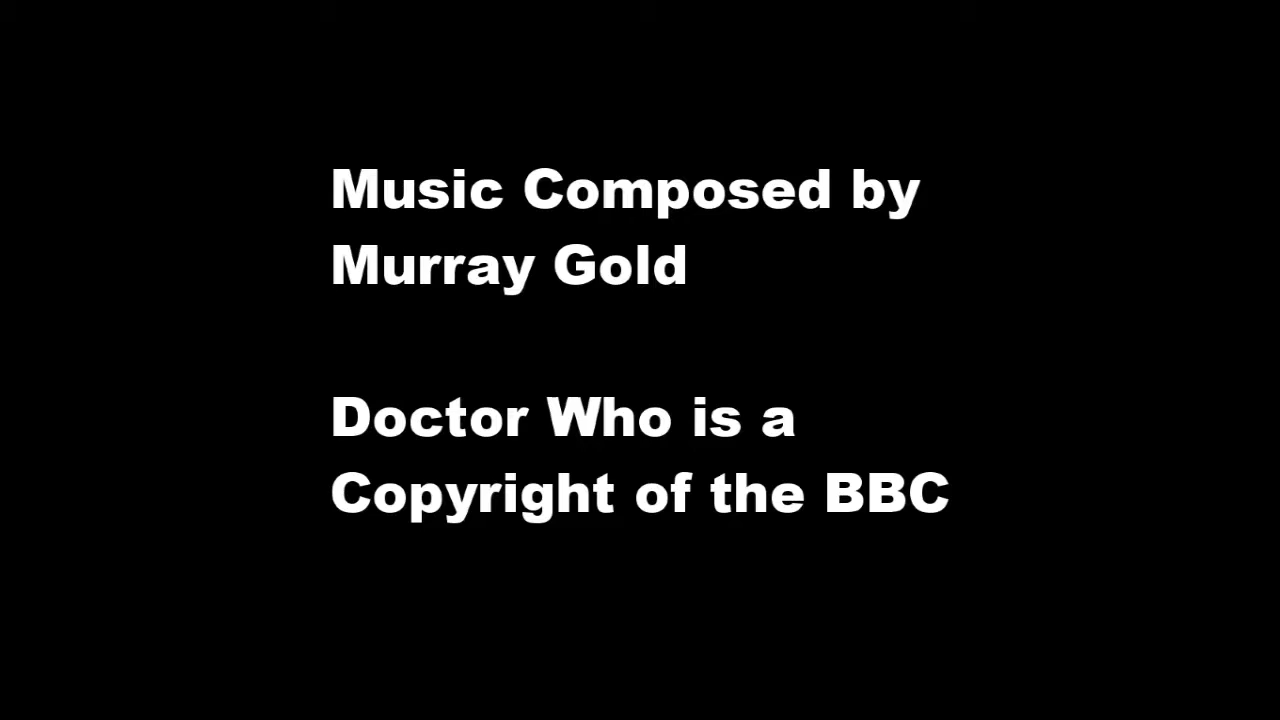 Music Composed by
Murray Gold
Doctor Who is a
Copyright of the BBC